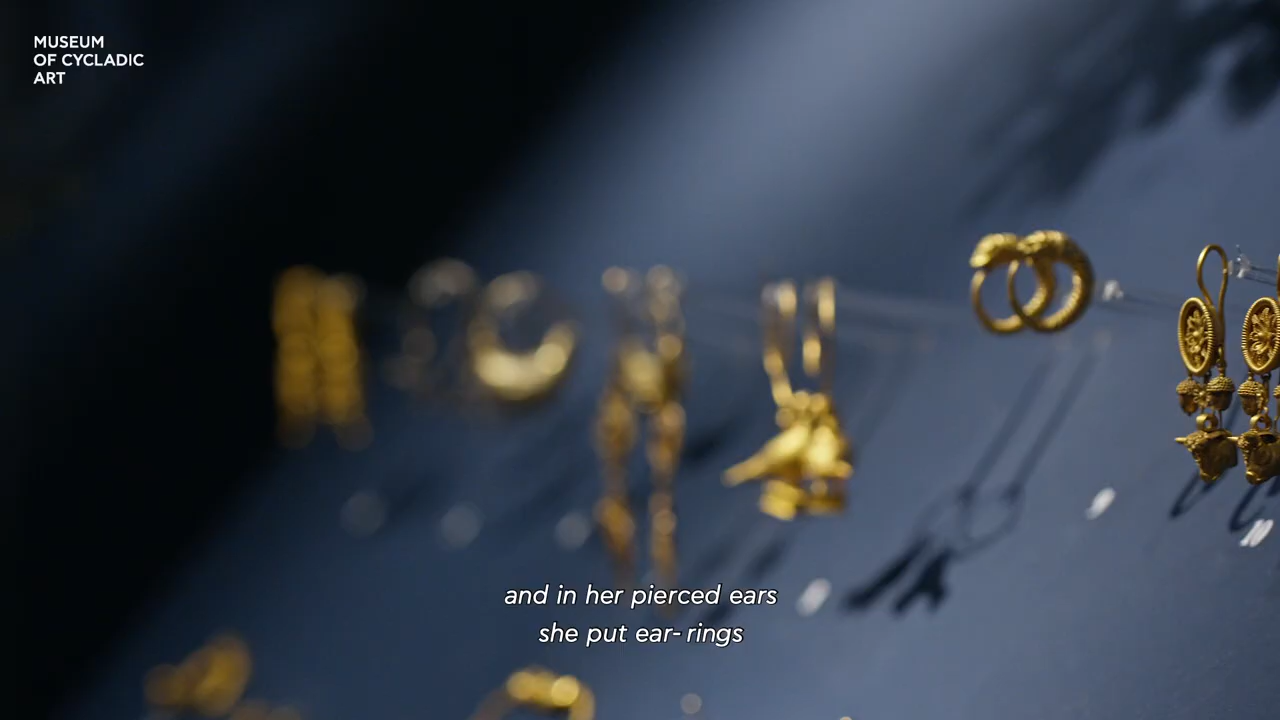 MUSEUM
OF CYCLADIC
ART
and in her pierced ears
she put ear-rings